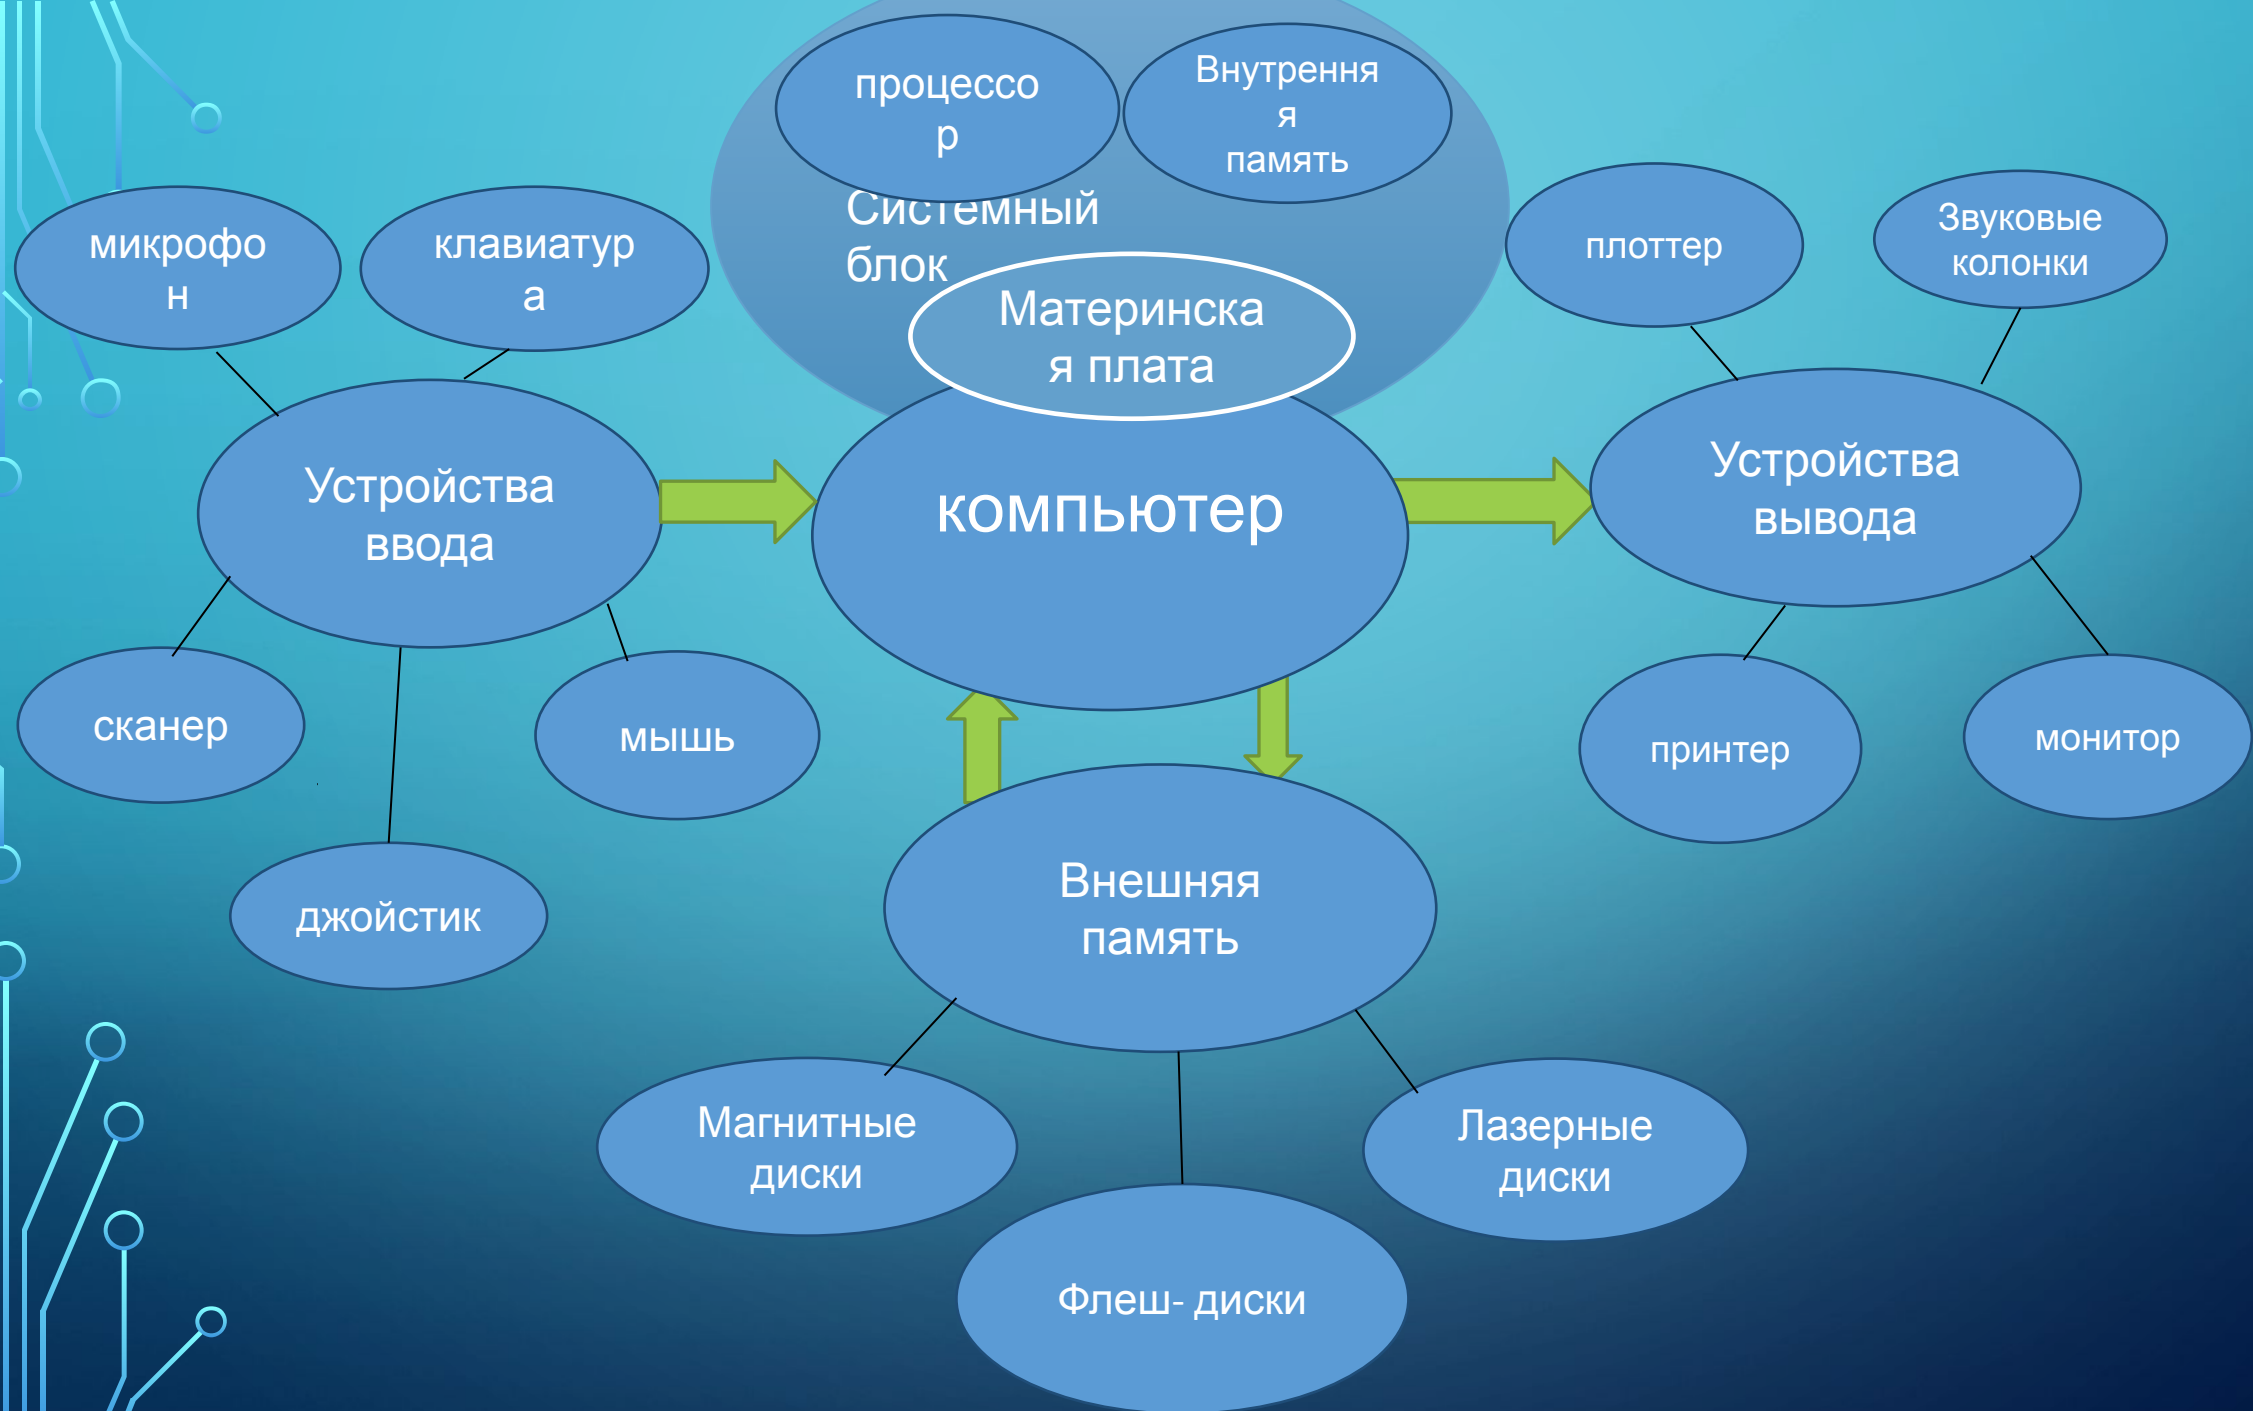 процессо
р
Внутрення
я
память
Системный
блок
Материнска
я плата
микрофо
н
клавиатур
а
плоттер
Звуковые
колонки
Устройства
ввода
компьютер
Устройства
вывода
сканер
мышь
принтер
монитор
джойстик
Внешняя
память
Магнитные
диски
Лазерные
диски
Флеш- диски